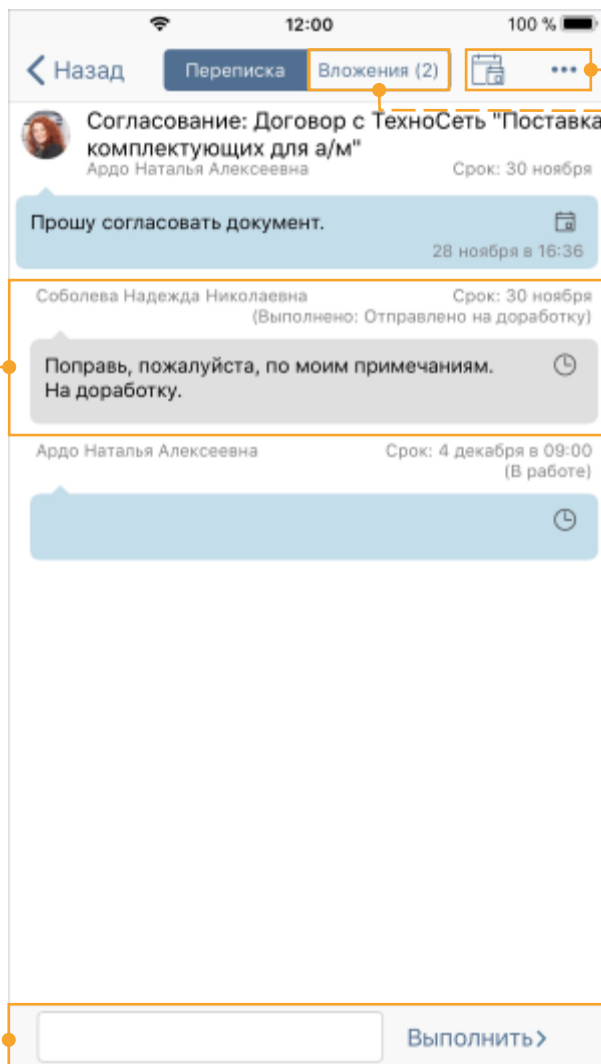 12:00
100 %
Назад
Переписка
Вложения (2)
Согласование: Договор с ТехноСеть "Поставка
комплектующих для а/м"
Ардо Наталья Алексеевна
Срок: 30 ноября
Прошу согласовать документ.
28 ноября в 16:36
Соболева Надежда Николаевна
Срок: 30 ноября
(Выполнено: Отправлено на доработку)
Поправь, пожалуйста, по моим примечаниям.
На доработку.
Ардо Наталья Алексеевна
Срок: 4 декабря в 09:00
(В работе)
Выполнить